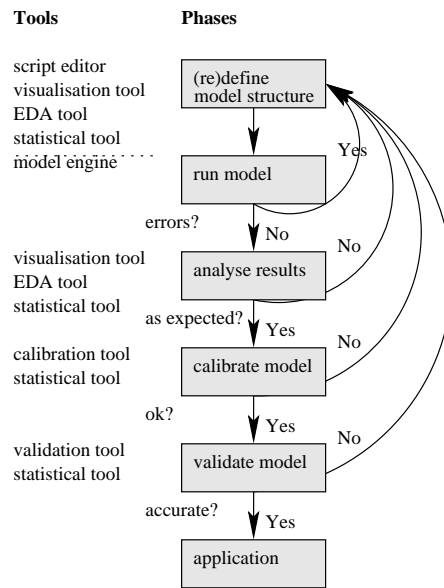 Tools Phases
script editor
visualisation tool
EDA tool
statistical tool
model engine
(re)define
model structure
Yes
run model
errors?
No
No
visualisation tool
EDA tool
statistical tool
analyse results
as expected?
Yes
No
calibration tool
statistical tool
calibrate model
ok?
Yes
No
validation tool
statistical tool
validate model
accurate?
Yes
application